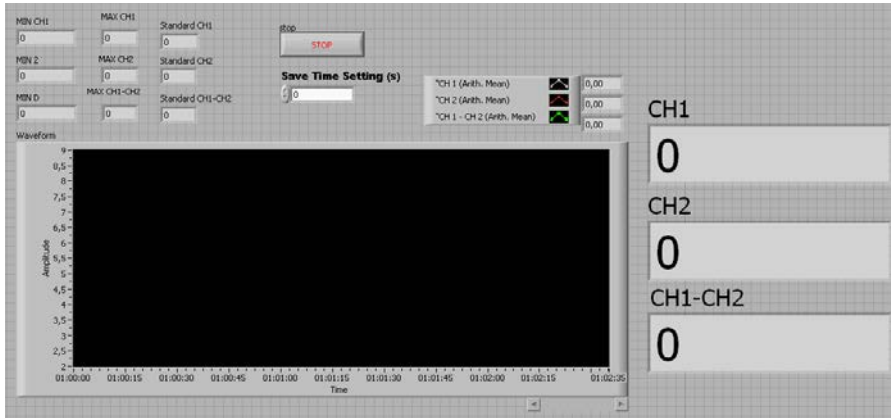 MIN CH1
MAX CH1
Standard CH1
0
0
0
MIN 2
MAX CH2
Standard CH2
0
0
0
MIN D
MAX CH1-CH2
Standard CH1-CH2
0
0
0
stop
STOP
Save Time Setting (s)
0
"CH 1 (Arith. Mean)
0,00
"CH 2 (Arith. Mean)
0,00
"CH 1 - CH 2 (Arith. Mean)
0,00
Waveform
Amplitude
9
8,5
8
7,5
7
6,5
6
5,5
5
4,5
4
3,5
3
2,5
2
01:00:00 01:00:15 01:00:30 01:00:45 01:01:00 01:01:15 01:01:30 01:01:45 01:02:00 01:02:15 01:02:35
Time
CH1
0
CH2
0
CH1-CH2
0